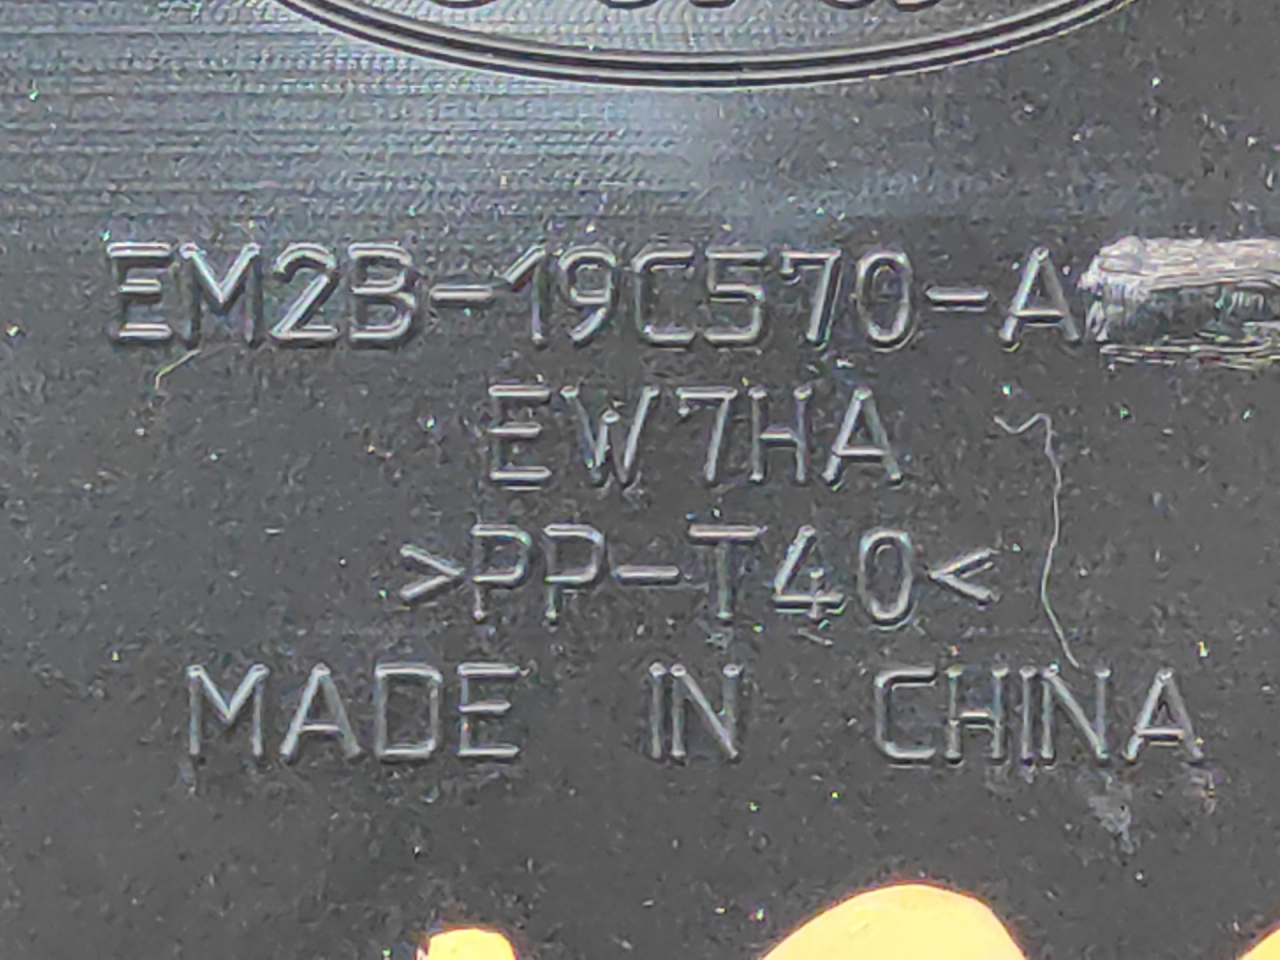 EM2B-19C570-A
EW7HA
>PP-T40<
MADE IN CHINA